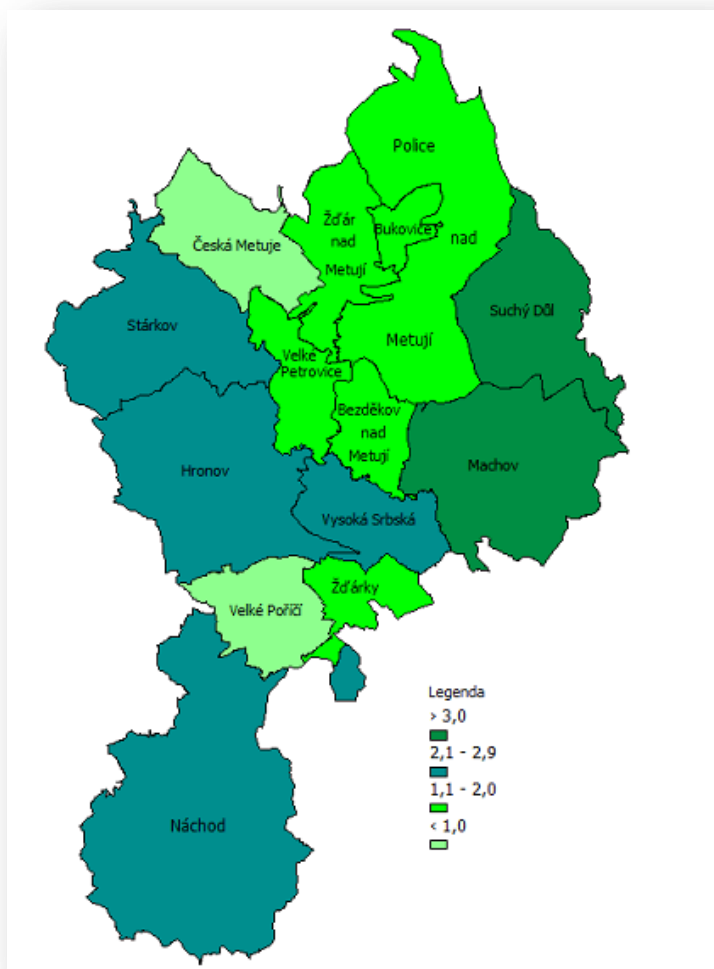 Police
nad
Metují
Žďár
nad
Metují
Bukovice
Česká Metuje
Suchý Důl
Stárkov
Velké
Petrovice
Bezděkov
nad
Metují
Hronov
Machov
Vysoká Srbská
Žďárky
Velké Poříčí
Náchod
Legenda
> 3,0
2,1 - 2,9
1,1 - 2,0
< 1,0